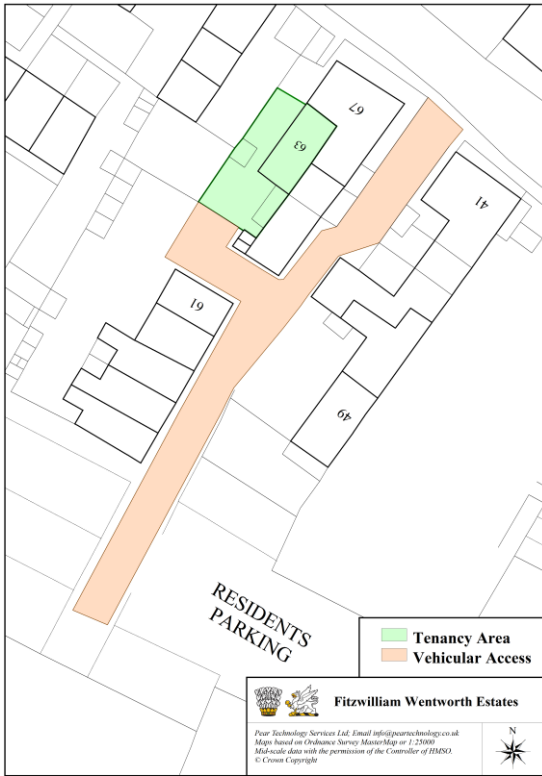 67
63
41
61
49
RESIDENTS
PARKING
Tenancy Area
Vehicular Access
Fitzwilliam Wentworth Estates
Pear Technology Services Ltd; Email info@peartechnology.co.uk
Maps based on Ordnance Survey MasterMap or 1:25000
Mid-scale data with the permission of the Controller of HMSO.
© Crown Copyright
N